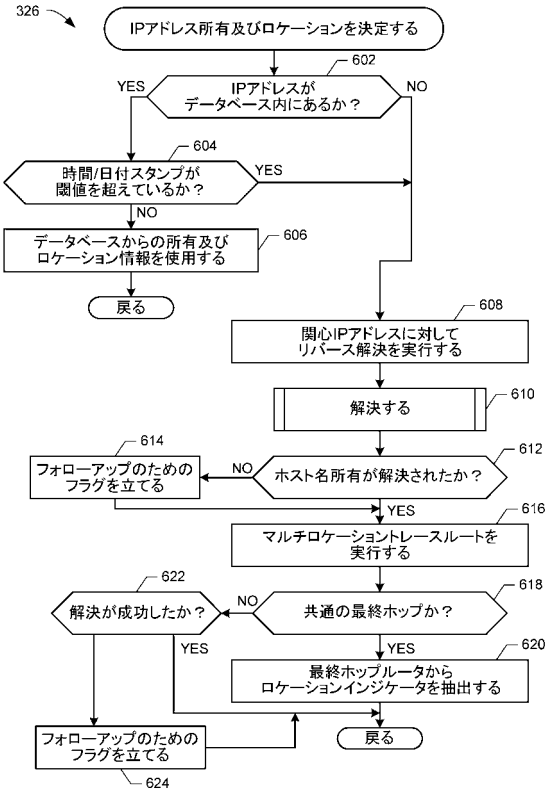 326
IPアドレス所有及びロケーションを決定する
602
IPアドレスが
データベース内にあるか？
YES
NO
604
時間/日付スタンプが
閾値を超えているか？
YES
NO
データベースからの所有及び
ロケーション情報を使用する
606
戻る
608
関心IPアドレスに対して
リバース解決を実行する
解決する
610
614
フォローアップのための
フラグを立てる
NO
612
ホスト名所有が解決されたか？
YES
616
マルチロケーショントレースルートを
実行する
622
解決が成功したか？
NO
618
共通の最終ホップか？
YES
YES
620
最終ホップルータから
ロケーションインジケータを抽出する
フォローアップのための
フラグを立てる
624
戻る